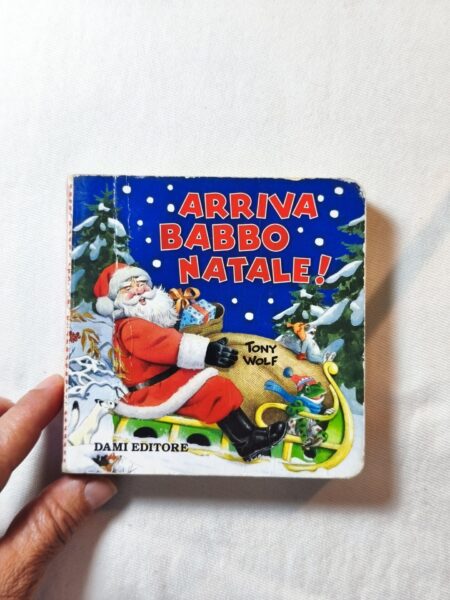 ARRIVA
BABBO
NATALE!
TONY
WOLF
DAMI EDITORE